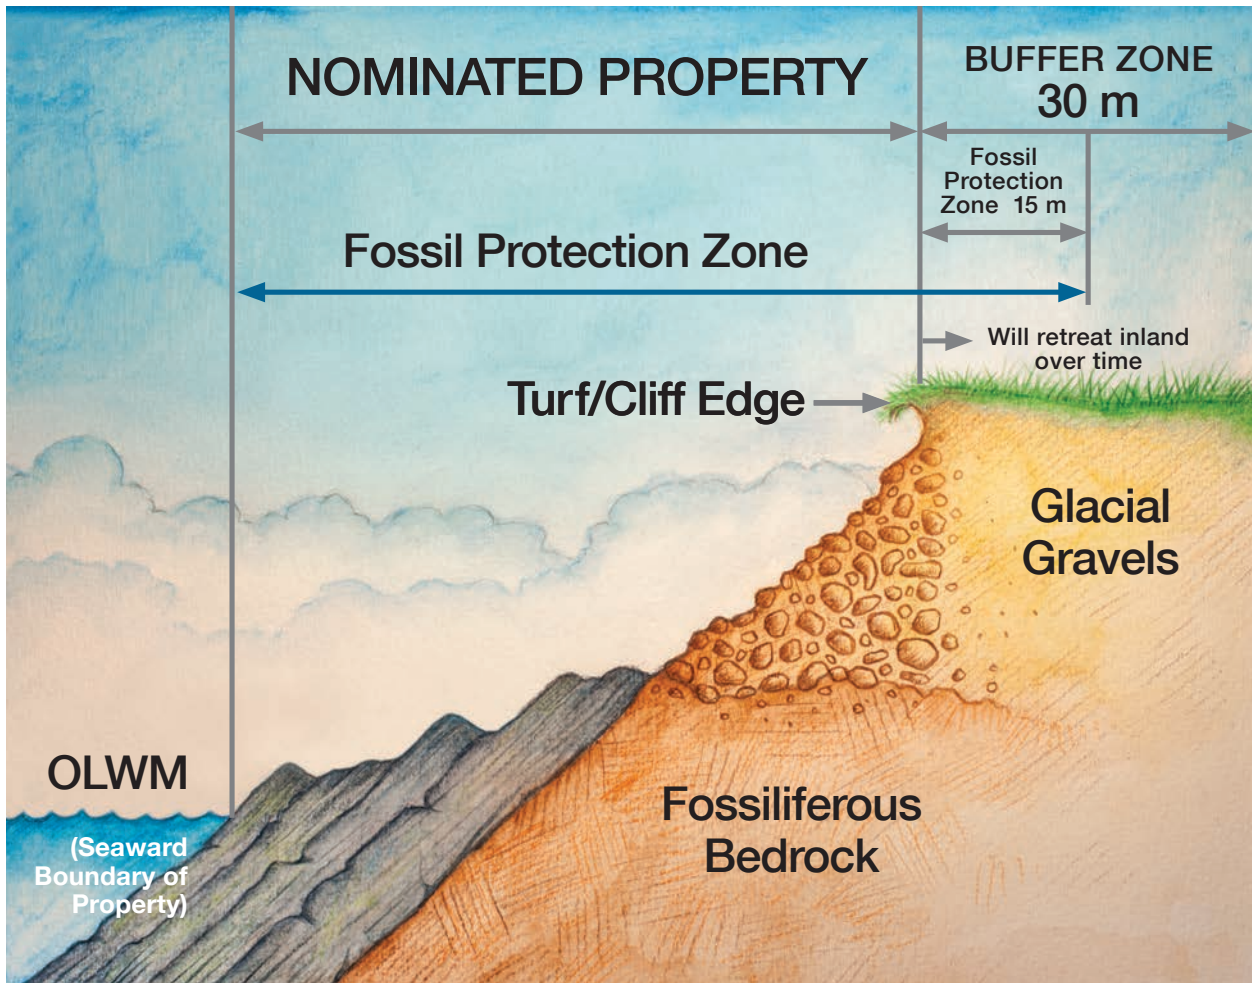 NOMINATED PROPERTY
BUFFER ZONE
30 m
Fossil
Protection
Zone 15 m
Fossil Protection Zone
Will retreat inland
over time
Turf/Cliff Edge
Glacial
Gravels
OLWM
(Seaward
Boundary of
Property)
Fossiliferous
Bedrock